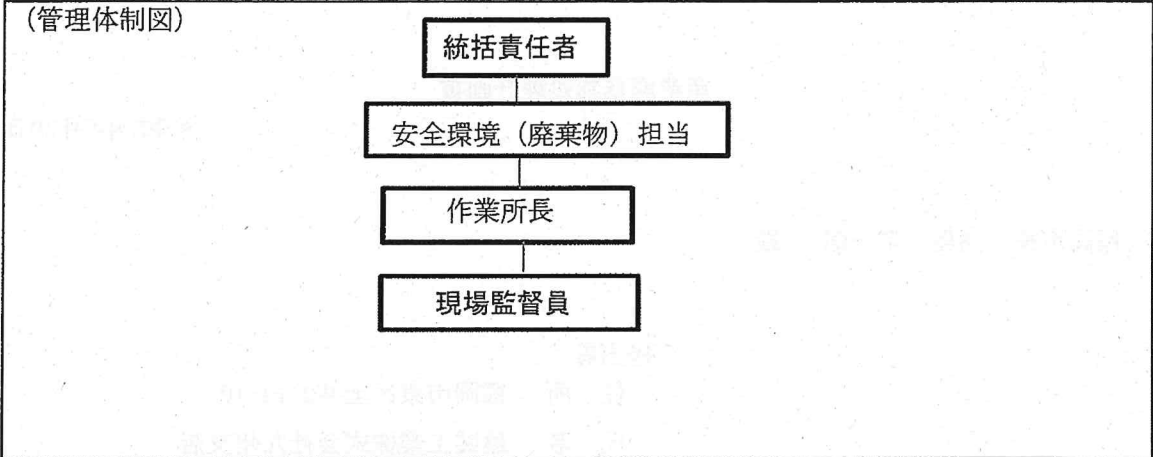 (管理体制図)
統括責任者
安全環境（廃棄物）担当
作業所長
現場監督員